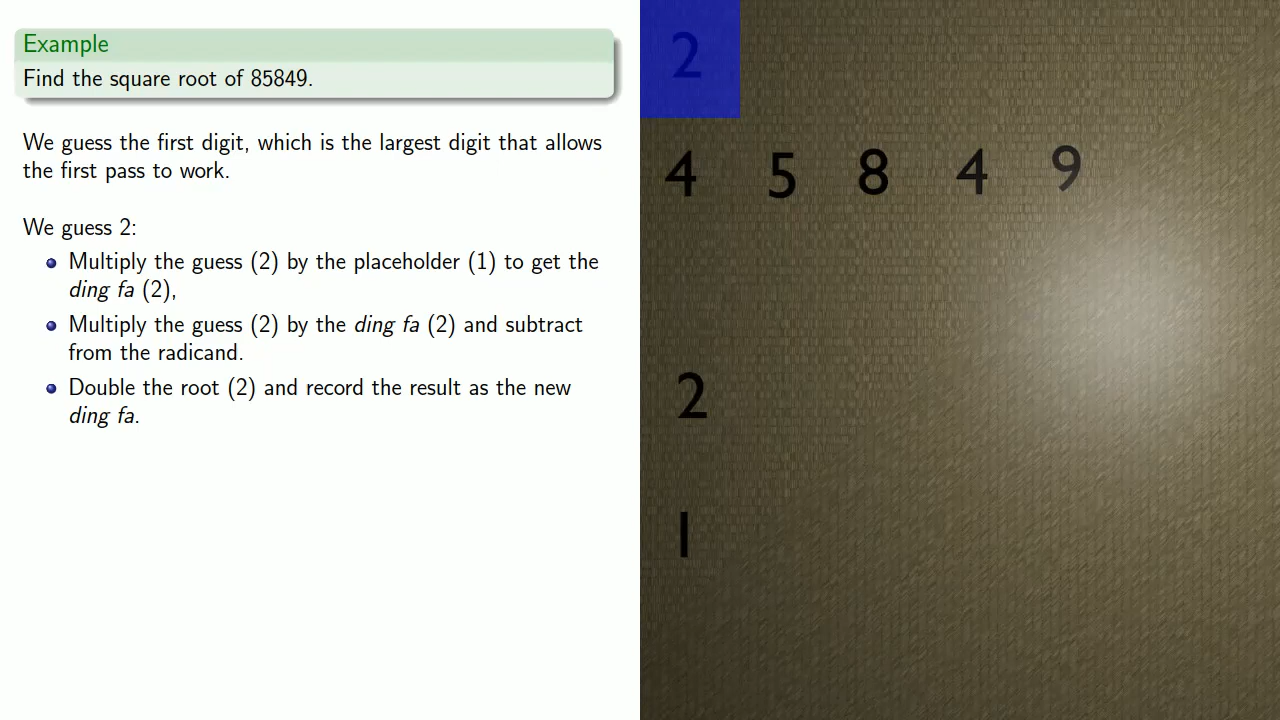 Example
Find the square root of 85849.
We guess the first digit, which is the largest digit that allows
the first pass to work.
We guess 2:
Multiply the guess (2) by the placeholder (1) to get the
ding fa (2),
Multiply the guess (2) by the ding fa (2) and subtract
from the radicand.
Double the root (2) and record the result as the new
ding fa.
2
4 5 8 4 9
2
1